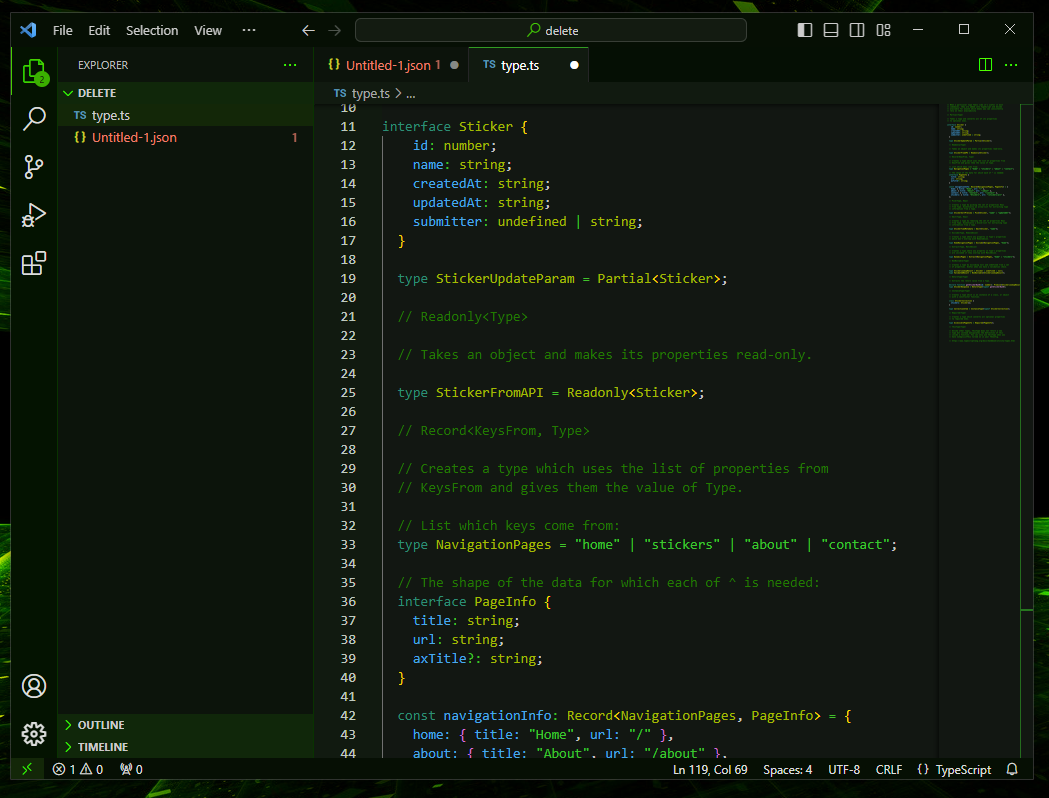 File Edit Selection View ··· delete
EXPLORER ···
{} Untitled-1.json 1
TS type.ts
DELETE
TS type.ts
{} Untitled-1.json 1
OUTLINE
TIMELINE
TS type.ts > ...
10
11 interface Sticker {
12 id: number;
13 name: string;
14 createdAt: string;
15 updatedAt: string;
16 submitter: undefined | string;
17 }
18
19 type StickerUpdateParam = Partial<Sticker>;
20
21 // Readonly<Type>
22
23 // Takes an object and makes its properties read-only.
24
25 type StickerFromAPI = Readonly<Sticker>;
26
27 // Record<KeysFrom, Type>
28
29 // Creates a type which uses the list of properties from
30 // KeysFrom and gives them the value of Type.
31
32 // List which keys come from:
33 type NavigationPages = "home" | "stickers" | "about" | "contact";
34
35 // The shape of the data for which each of ^ is needed:
36 interface PageInfo {
37 title: string;
38 url: string;
39 axTitle?: string;
40 }
41
42 const navigationInfo: Record<NavigationPages, PageInfo> = {
43 home: { title: "Home", url: "/" },
44 about: { title: "About", url: "/about" },
2
1 0 0
Ln 119, Col 69 Spaces: 4 UTF-8 CRLF {} TypeScript